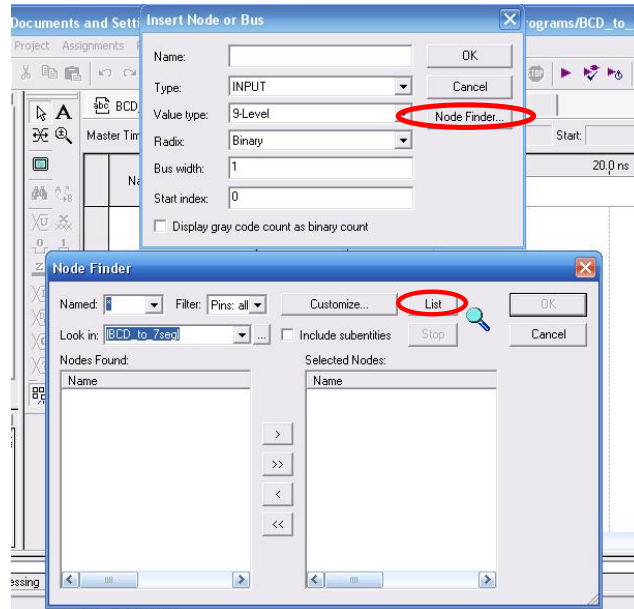 Documents and Setti
Insert Node or Bus
ograms/BCD_to_
Project Assignments
Name:
OK
Type: INPUT
Cancel
Value type: 9-Level
Node Finder...
Radix: Binary
Bus width: 1
Start index: 0
Display gray code count as binary count
A
abc BCD
Master Tim
Start:
20.0 ns
Na
Node Finder
Named: * Filter: Pins: all Customize... List OK
Look in: |BCD_to_7seg| ... Include subentities Stop Cancel
Nodes Found: Selected Nodes:
Name Name
>
>>
<
<<
essing